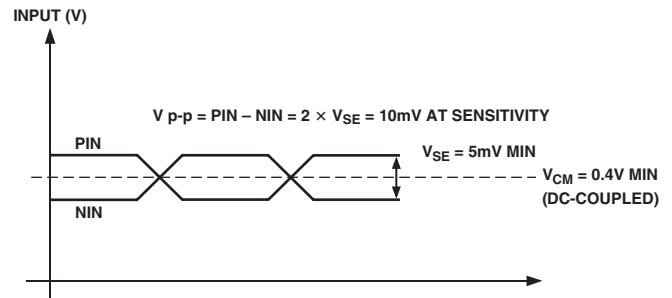 INPUT (V)
V p-p = PIN – NIN = 2 × VSE = 10mV AT SENSITIVITY
PIN
VSE = 5mV MIN
VCM = 0.4V MIN
(DC-COUPLED)
NIN